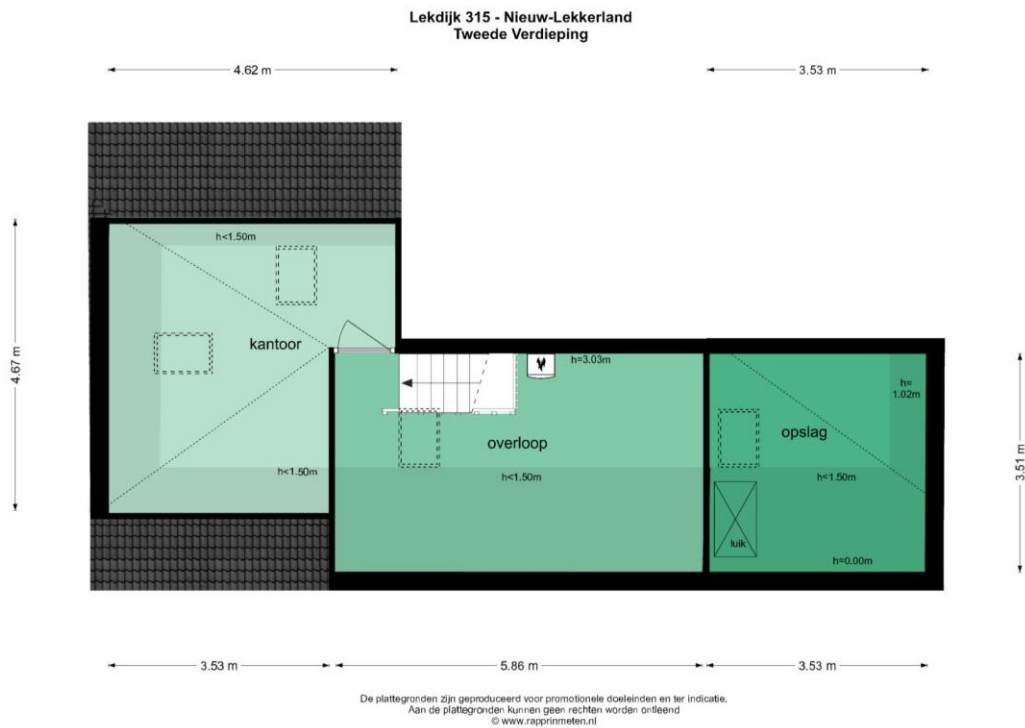 Lekdijk 315 - Nieuw-Lekkerland
Tweede Verdieping
4.62 m
3.53 m
h<1.50m
kantoor
h=3.03m
h=
1.02m
4.67 m
overloop
opslag
h<1.50m
h<1.50m
h<1.50m
3.51 m
luik
h=0.00m
3.53 m
5.86 m
3.53 m
De plattegronden zijn geproduceerd voor promotionele doeleinden en ter indicatie.
Aan de plattegronden kunnen geen rechten worden ontleend
© www.rapprinmeten.nl